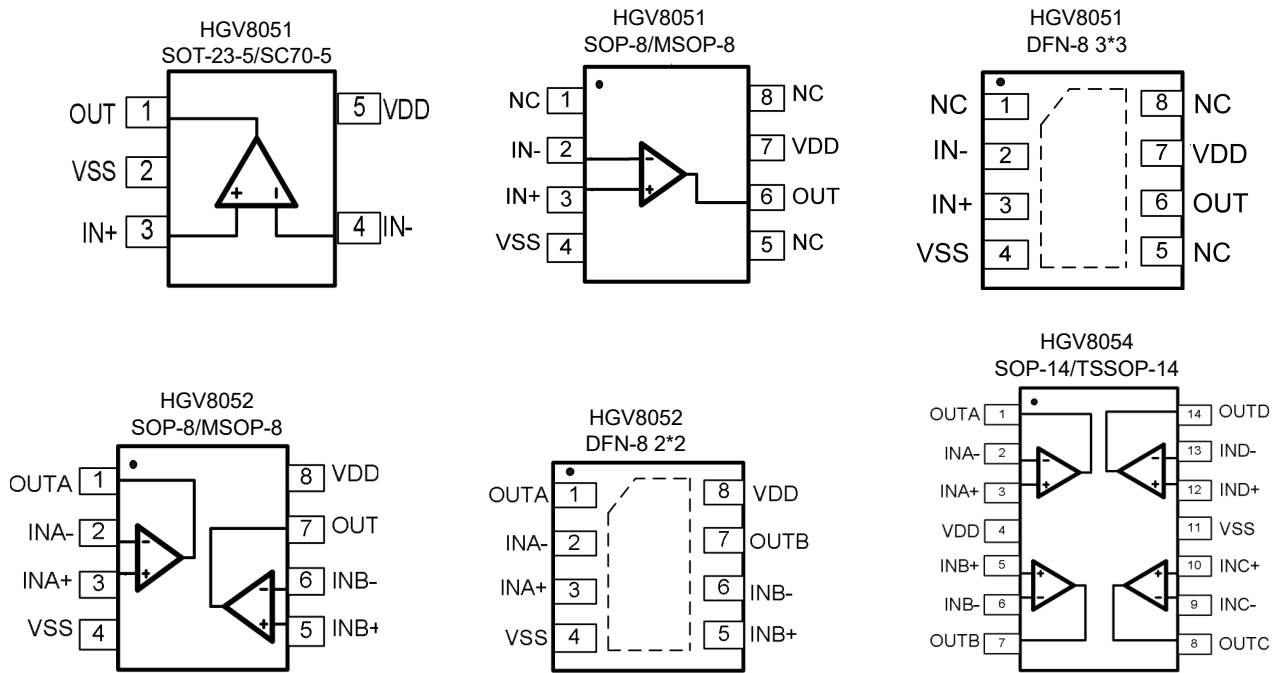 HGV8051
SOT-23-5/SC70-5
OUT 1
5 VDD
VSS 2
IN+ 3
4 IN-
+ -
HGV8051
SOP-8/MSOP-8
NC 1
8 NC
IN- 2
7 VDD
IN+ 3
6 OUT
VSS 4
5 NC
-
+
HGV8051
DFN-8 3*3
NC 1
8 NC
IN- 2
7 VDD
IN+ 3
6 OUT
VSS 4
5 NC
HGV8052
SOP-8/MSOP-8
OUTA 1
8 VDD
INA- 2
7 OUT
INA+ 3
6 INB-
VSS 4
5 INB+
-
+
-
+
HGV8052
DFN-8 2*2
OUTA 1
8 VDD
INA- 2
7 OUTB
INA+ 3
6 INB-
VSS 4
5 INB+
HGV8054
SOP-14/TSSOP-14
OUTA 1
14 OUTD
INA- 2
13 IND-
INA+ 3
12 IND+
VDD 4
11 VSS
INB+ 5
10 INC+
INB- 6
9 INC-
OUTB 7
8 OUTC
- -
+ +
+ +
- -